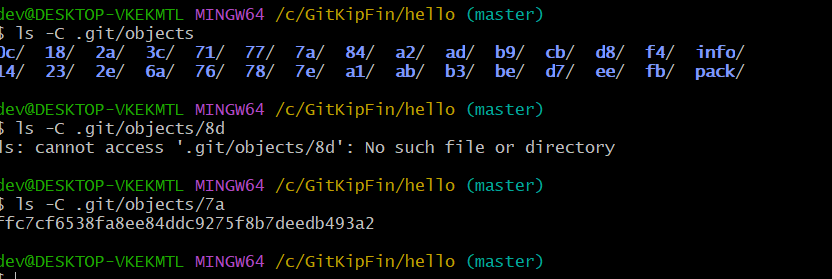 dev@DESKTOP-VKEKMTL MINGW64 /c/GitKipFin/hello (master)
$ ls -C .git/objects
0c/ 18/ 2a/ 3c/ 71/ 77/ 7a/ 84/ a2/ ad/ b9/ cb/ d8/ f4/ info/
14/ 23/ 2e/ 6a/ 76/ 78/ 7e/ a1/ ab/ b3/ be/ d7/ ee/ fb/ pack/
dev@DESKTOP-VKEKMTL MINGW64 /c/GitKipFin/hello (master)
$ ls -C .git/objects/8d
ls: cannot access '.git/objects/8d': No such file or directory
dev@DESKTOP-VKEKMTL MINGW64 /c/GitKipFin/hello (master)
$ ls -C .git/objects/7a
ffc7cf6538fa8ee84ddc9275f8b7deedb493a2
dev@DESKTOP-VKEKMTL MINGW64 /c/GitKipFin/hello (master)
$